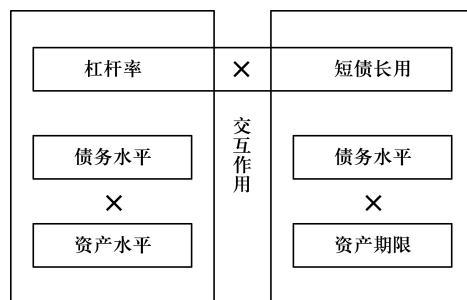 杠杆率 × 短债长用
交互作用
债务水平 债务水平
× ×
资产水平 资产期限